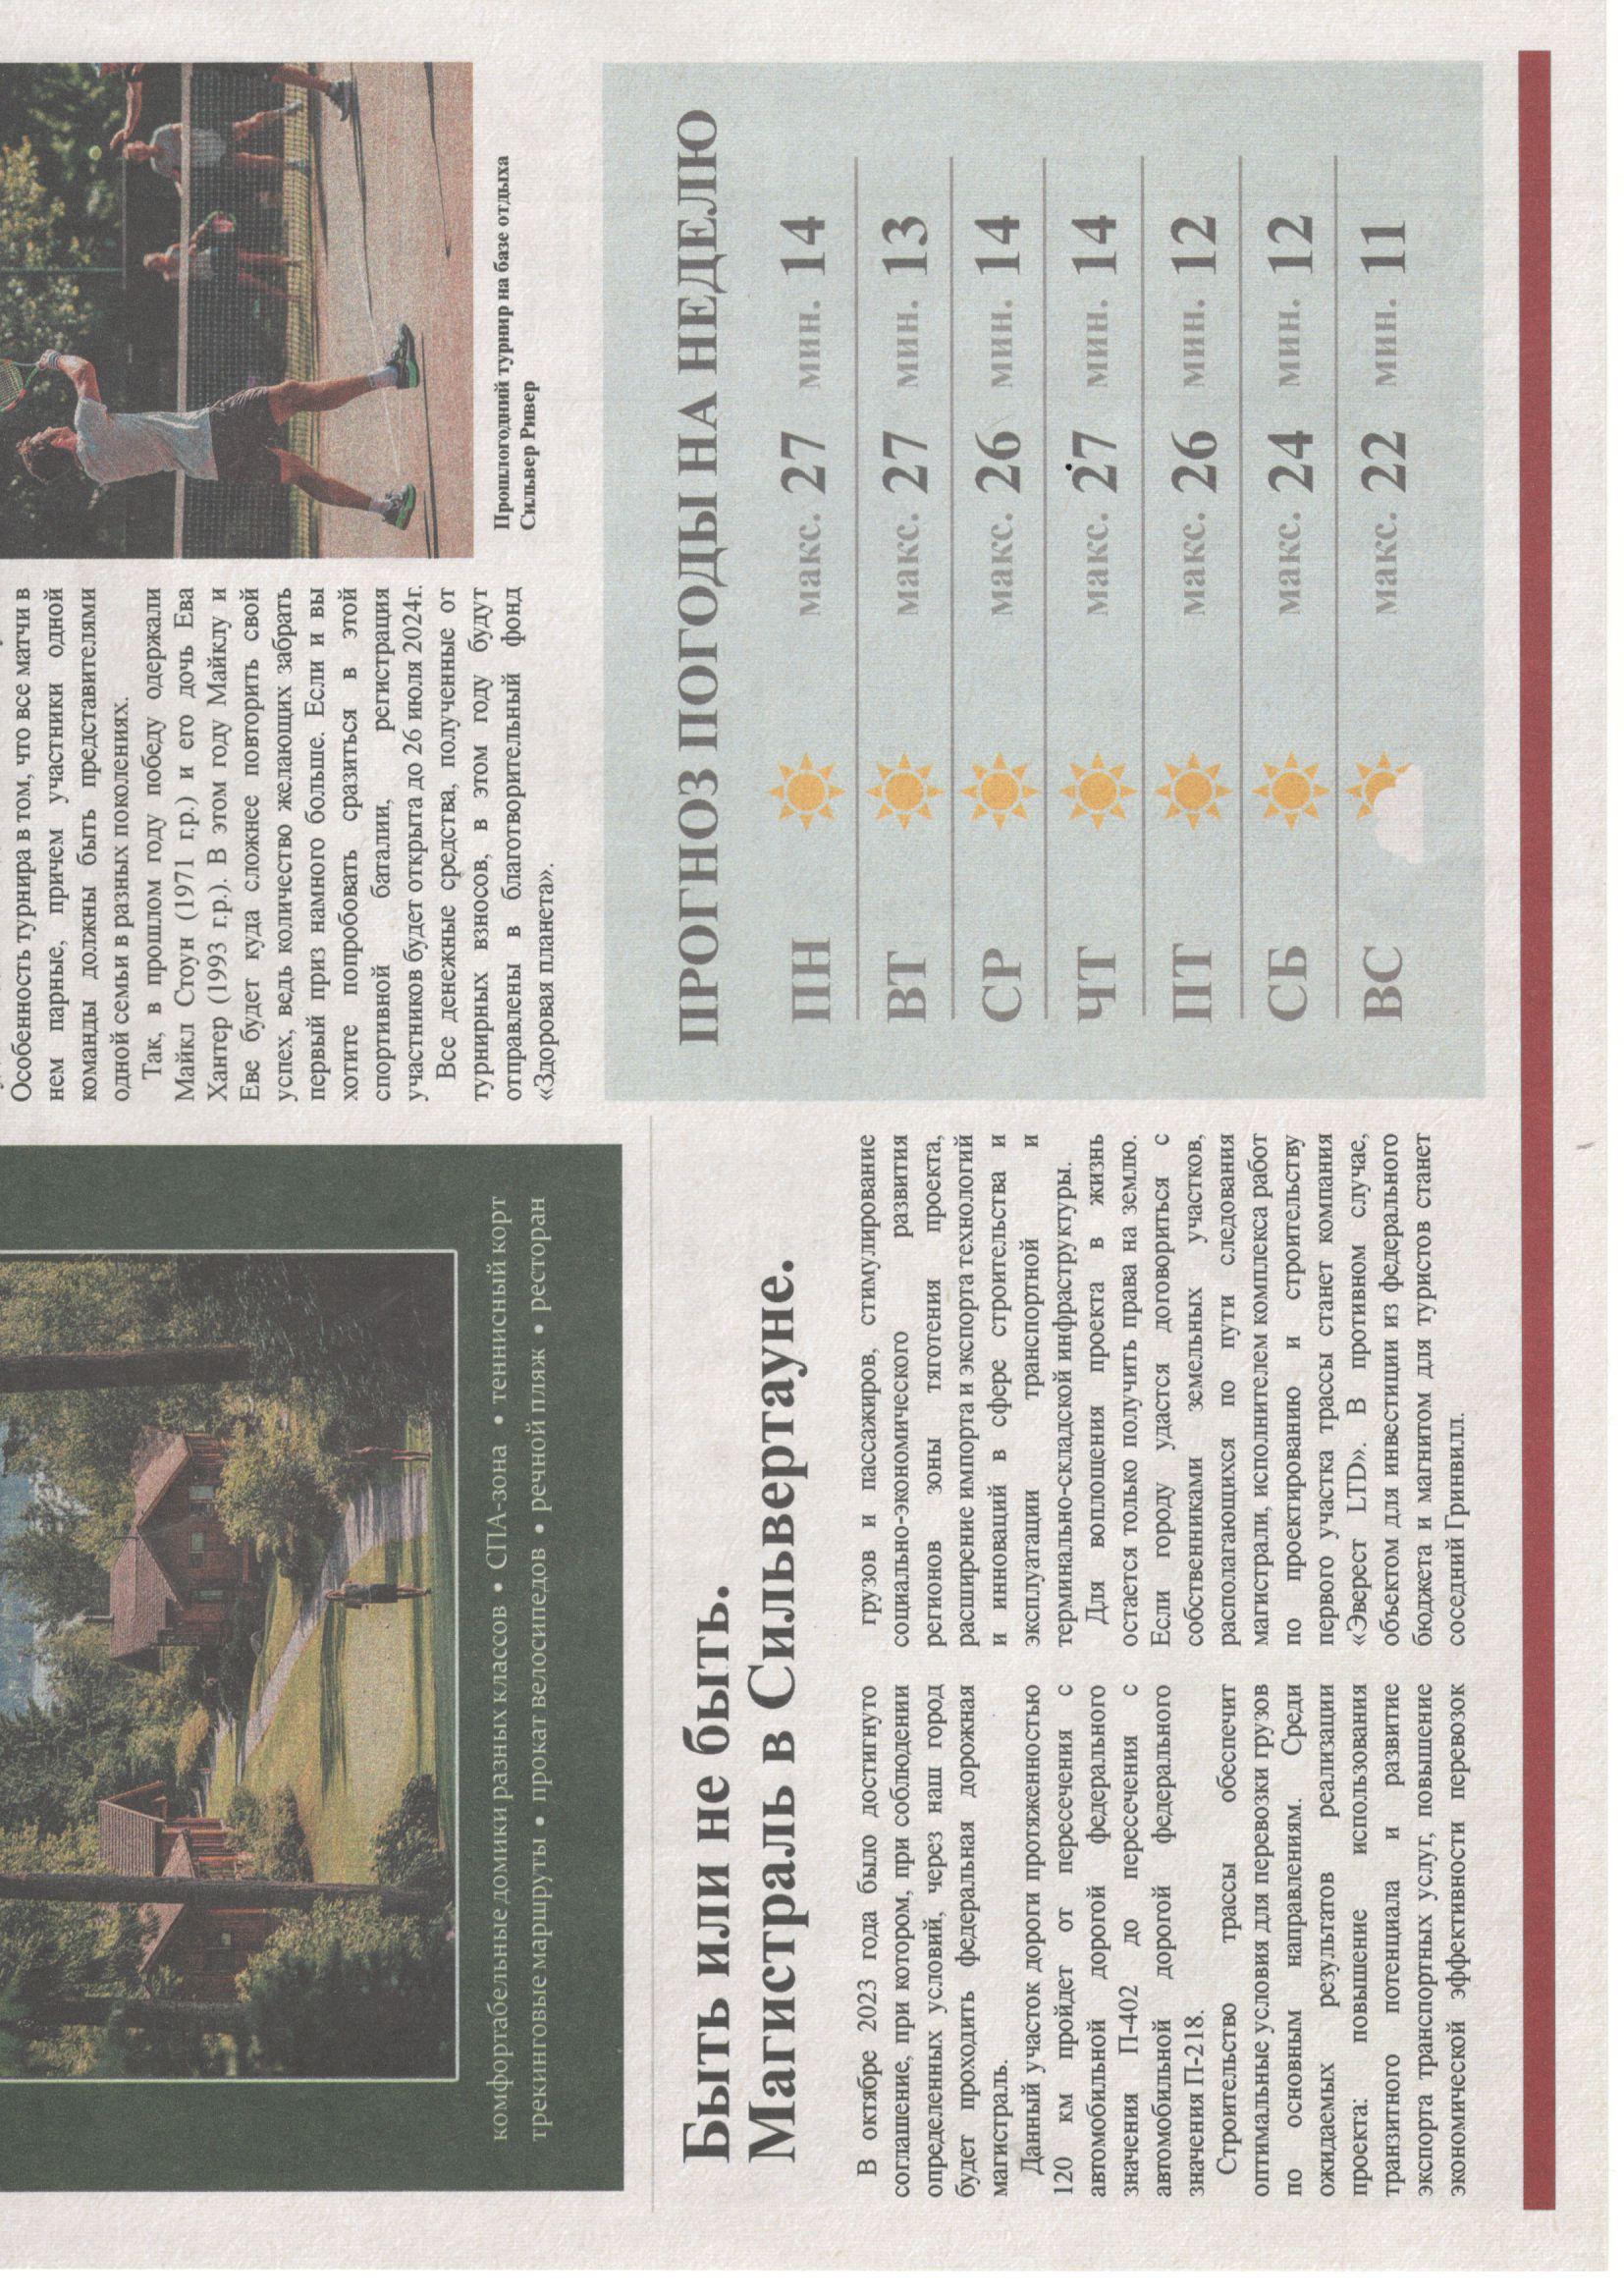 комфортабельные домики разных классов • СПА-зона • теннисный корт
трекинговые маршруты • прокат велосипедов • речной пляж • ресторан
Особенность турнира в том, что все матчи в
нем парные, причем участники одной
команды должны быть представителями
одной семьи в разных поколениях.
Так, в прошлом году победу одержали
Майкл Стоун (1971 г.р.) и его дочь Ева
Хантер (1993 г.р.). В этом году Майклу и
Еве будет куда сложнее повторить свой
успех, ведь количество желающих забрать
первый приз намного больше. Если и вы
хотите попробовать сразиться в этой
спортивной баталии, регистрация
участников будет открыта до 26 июля 2024г.
Все денежные средства, полученные от
турнирных взносов, в этом году будут
отправлены в благотворительный фонд
«Здоровая планета».
Прошлогодний турнир на базе отдыха
Сильвер Ривер
Быть или не быть.
Магистраль в Сильвертауне.
В октябре 2023 года было достигнуто
соглашение, при котором, при соблюдении
определенных условий, через наш город
будет проходить федеральная дорожная
магистраль.
Данный участок дороги протяженностью
120 км пройдет от пересечения с
автомобильной дорогой федерального
значения П-402 до пересечения с
автомобильной дорогой федерального
значения П-218.
Строительство трассы обеспечит
оптимальные условия для перевозки грузов
по основным направлениям. Среди
ожидаемых результатов реализации
проекта: повышение использования
транзитного потенциала и развитие
экспорта транспортных услуг, повышение
экономической эффективности перевозок
грузов и пассажиров, стимулирование
социально-экономического развития
регионов зоны тяготения проекта,
расширение импорта и экспорта технологий
и инноваций в сфере строительства и
эксплуатации транспортной и
терминально-складской инфраструктуры.
Для воплощения проекта в жизнь
остается только получить права на землю.
Если городу удастся договориться с
собственниками земельных участков,
располагающихся по пути следования
магистрали, исполнителем комплекса работ
по проектированию и строительству
первого участка трассы станет компания
«Эверест LTD». В противном случае,
объектом для инвестиции из федерального
бюджета и магнитом для туристов станет
соседний Гринвилл.
ПРОГНОЗ ПОГОДЫ НА НЕДЕЛЮ
ПН макс. 27 мин. 14
ВТ макс. 27 мин. 13
СР макс. 26 мин. 14
ЧТ макс. 27 мин. 14
ПТ макс. 26 мин. 12
СБ макс. 24 мин. 12
ВС макс. 22 мин. 11